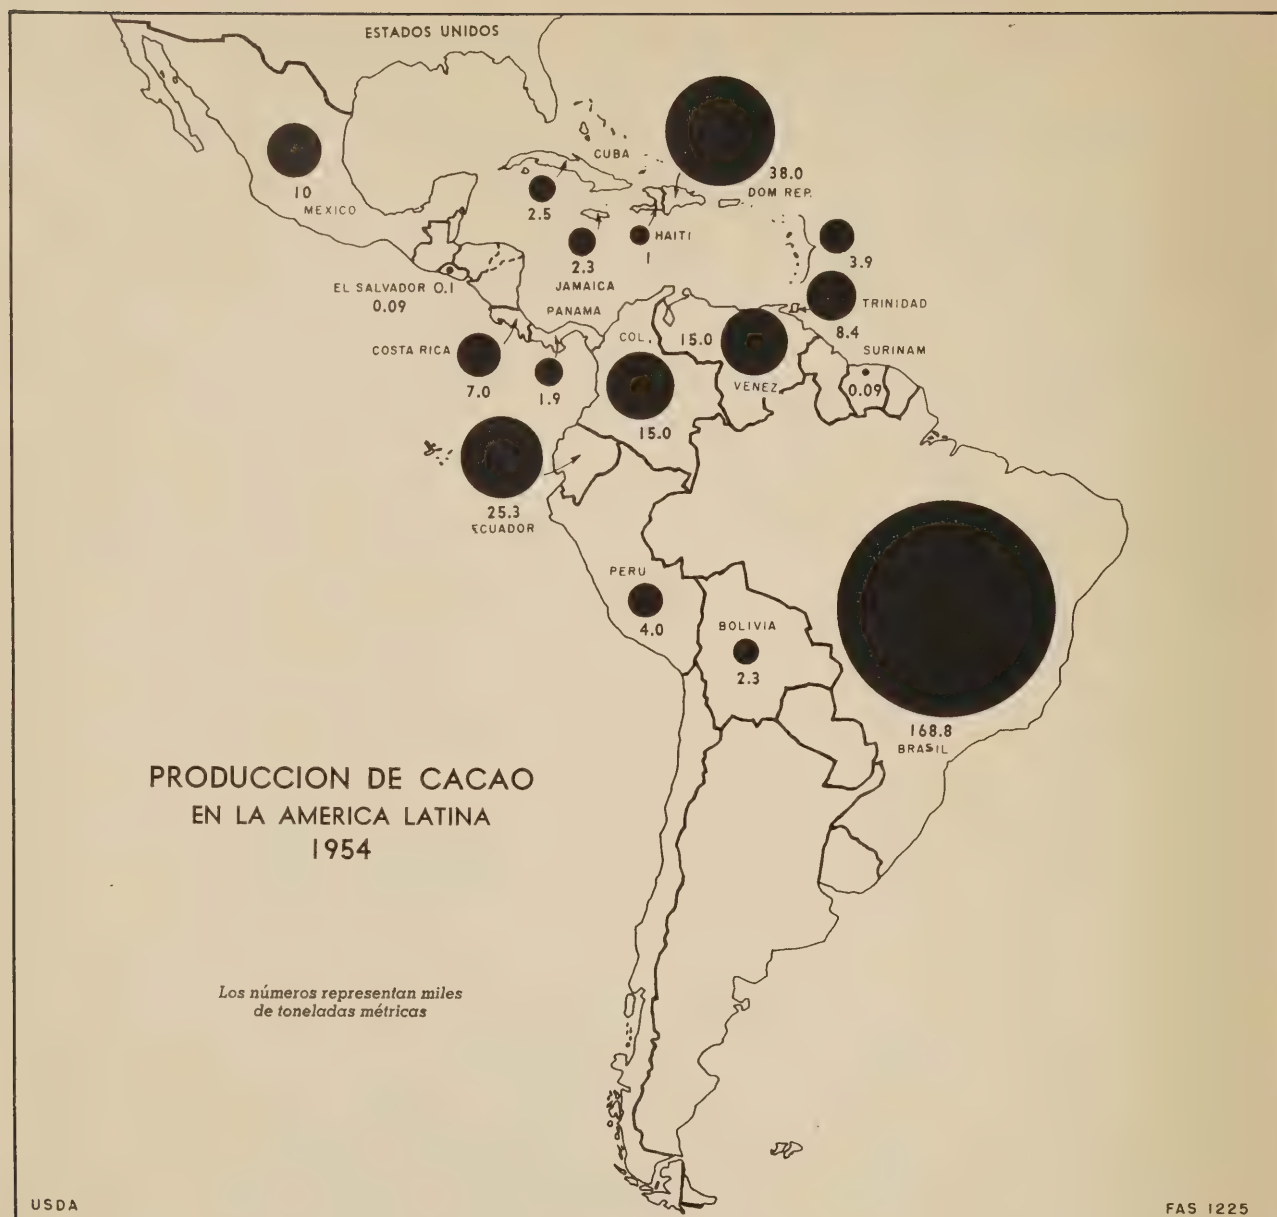 ESTADOS UNIDOS
CUBA
38.0
DOM REP.
10
MEXICO
2.5
HAITI
1
2.3
JAMAICA
3.9
EL SALVADOR 0.1
0.09
PANAMA
TRINIDAD
8.4
COSTA RICA
7.0
1.9
COL.
15.0
15.0
VENEZ
SURINAM
0.09
25.3
ECUADOR
PERU
4.0
BOLIVIA
2.3
168.8
BRASIL
PRODUCCION DE CACAO
EN LA AMERICA LATINA
1954
Los números representan miles
de toneladas métricas
USDA
FAS 1225